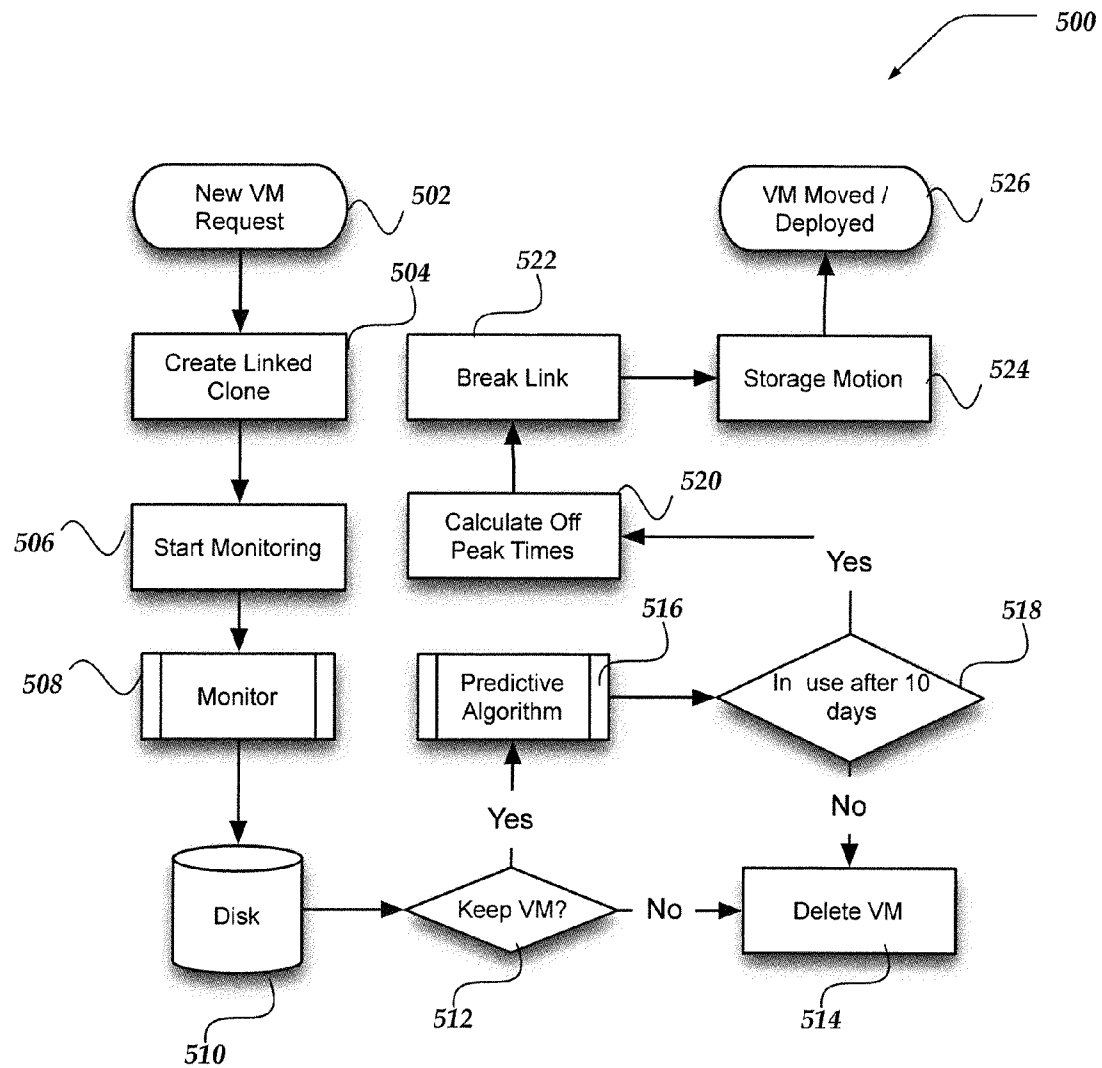 500
New VM
Request
502
504
Create Linked
Clone
506
Start Monitoring
508
Monitor
Disk
510
Keep VM?
512
No
Delete VM
514
Yes
Predictive
Algorithm
516
In use after 10
days
518
No
Yes
Calculate Off
Peak Times
520
522
Break Link
Storage Motion
524
VM Moved /
Deployed
526